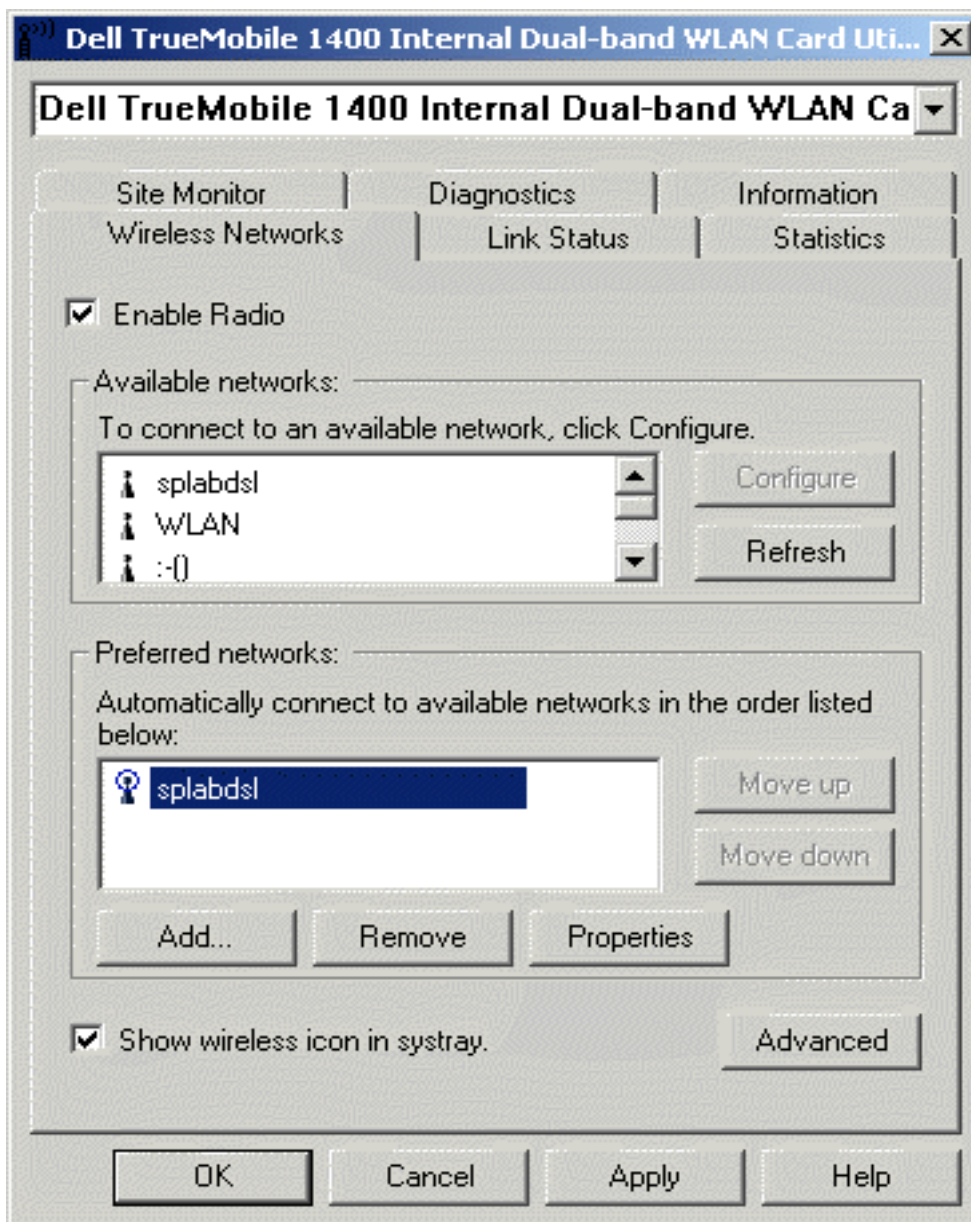 Dell TrueMobile 1400 Internal Dual-band WLAN Card Uti...
Dell TrueMobile 1400 Internal Dual-band WLAN Ca
Site Monitor Diagnostics Information
Wireless Networks Link Status Statistics
Enable Radio
Available networks:
To connect to an available network, click Configure.
splabdsl
WLAN
:-()
Configure
Refresh
Preferred networks:
Automatically connect to available networks in the order listed
below:
splabdsl
Move up
Move down
Add... Remove Properties
Show wireless icon in systray.
Advanced
OK Cancel Apply Help